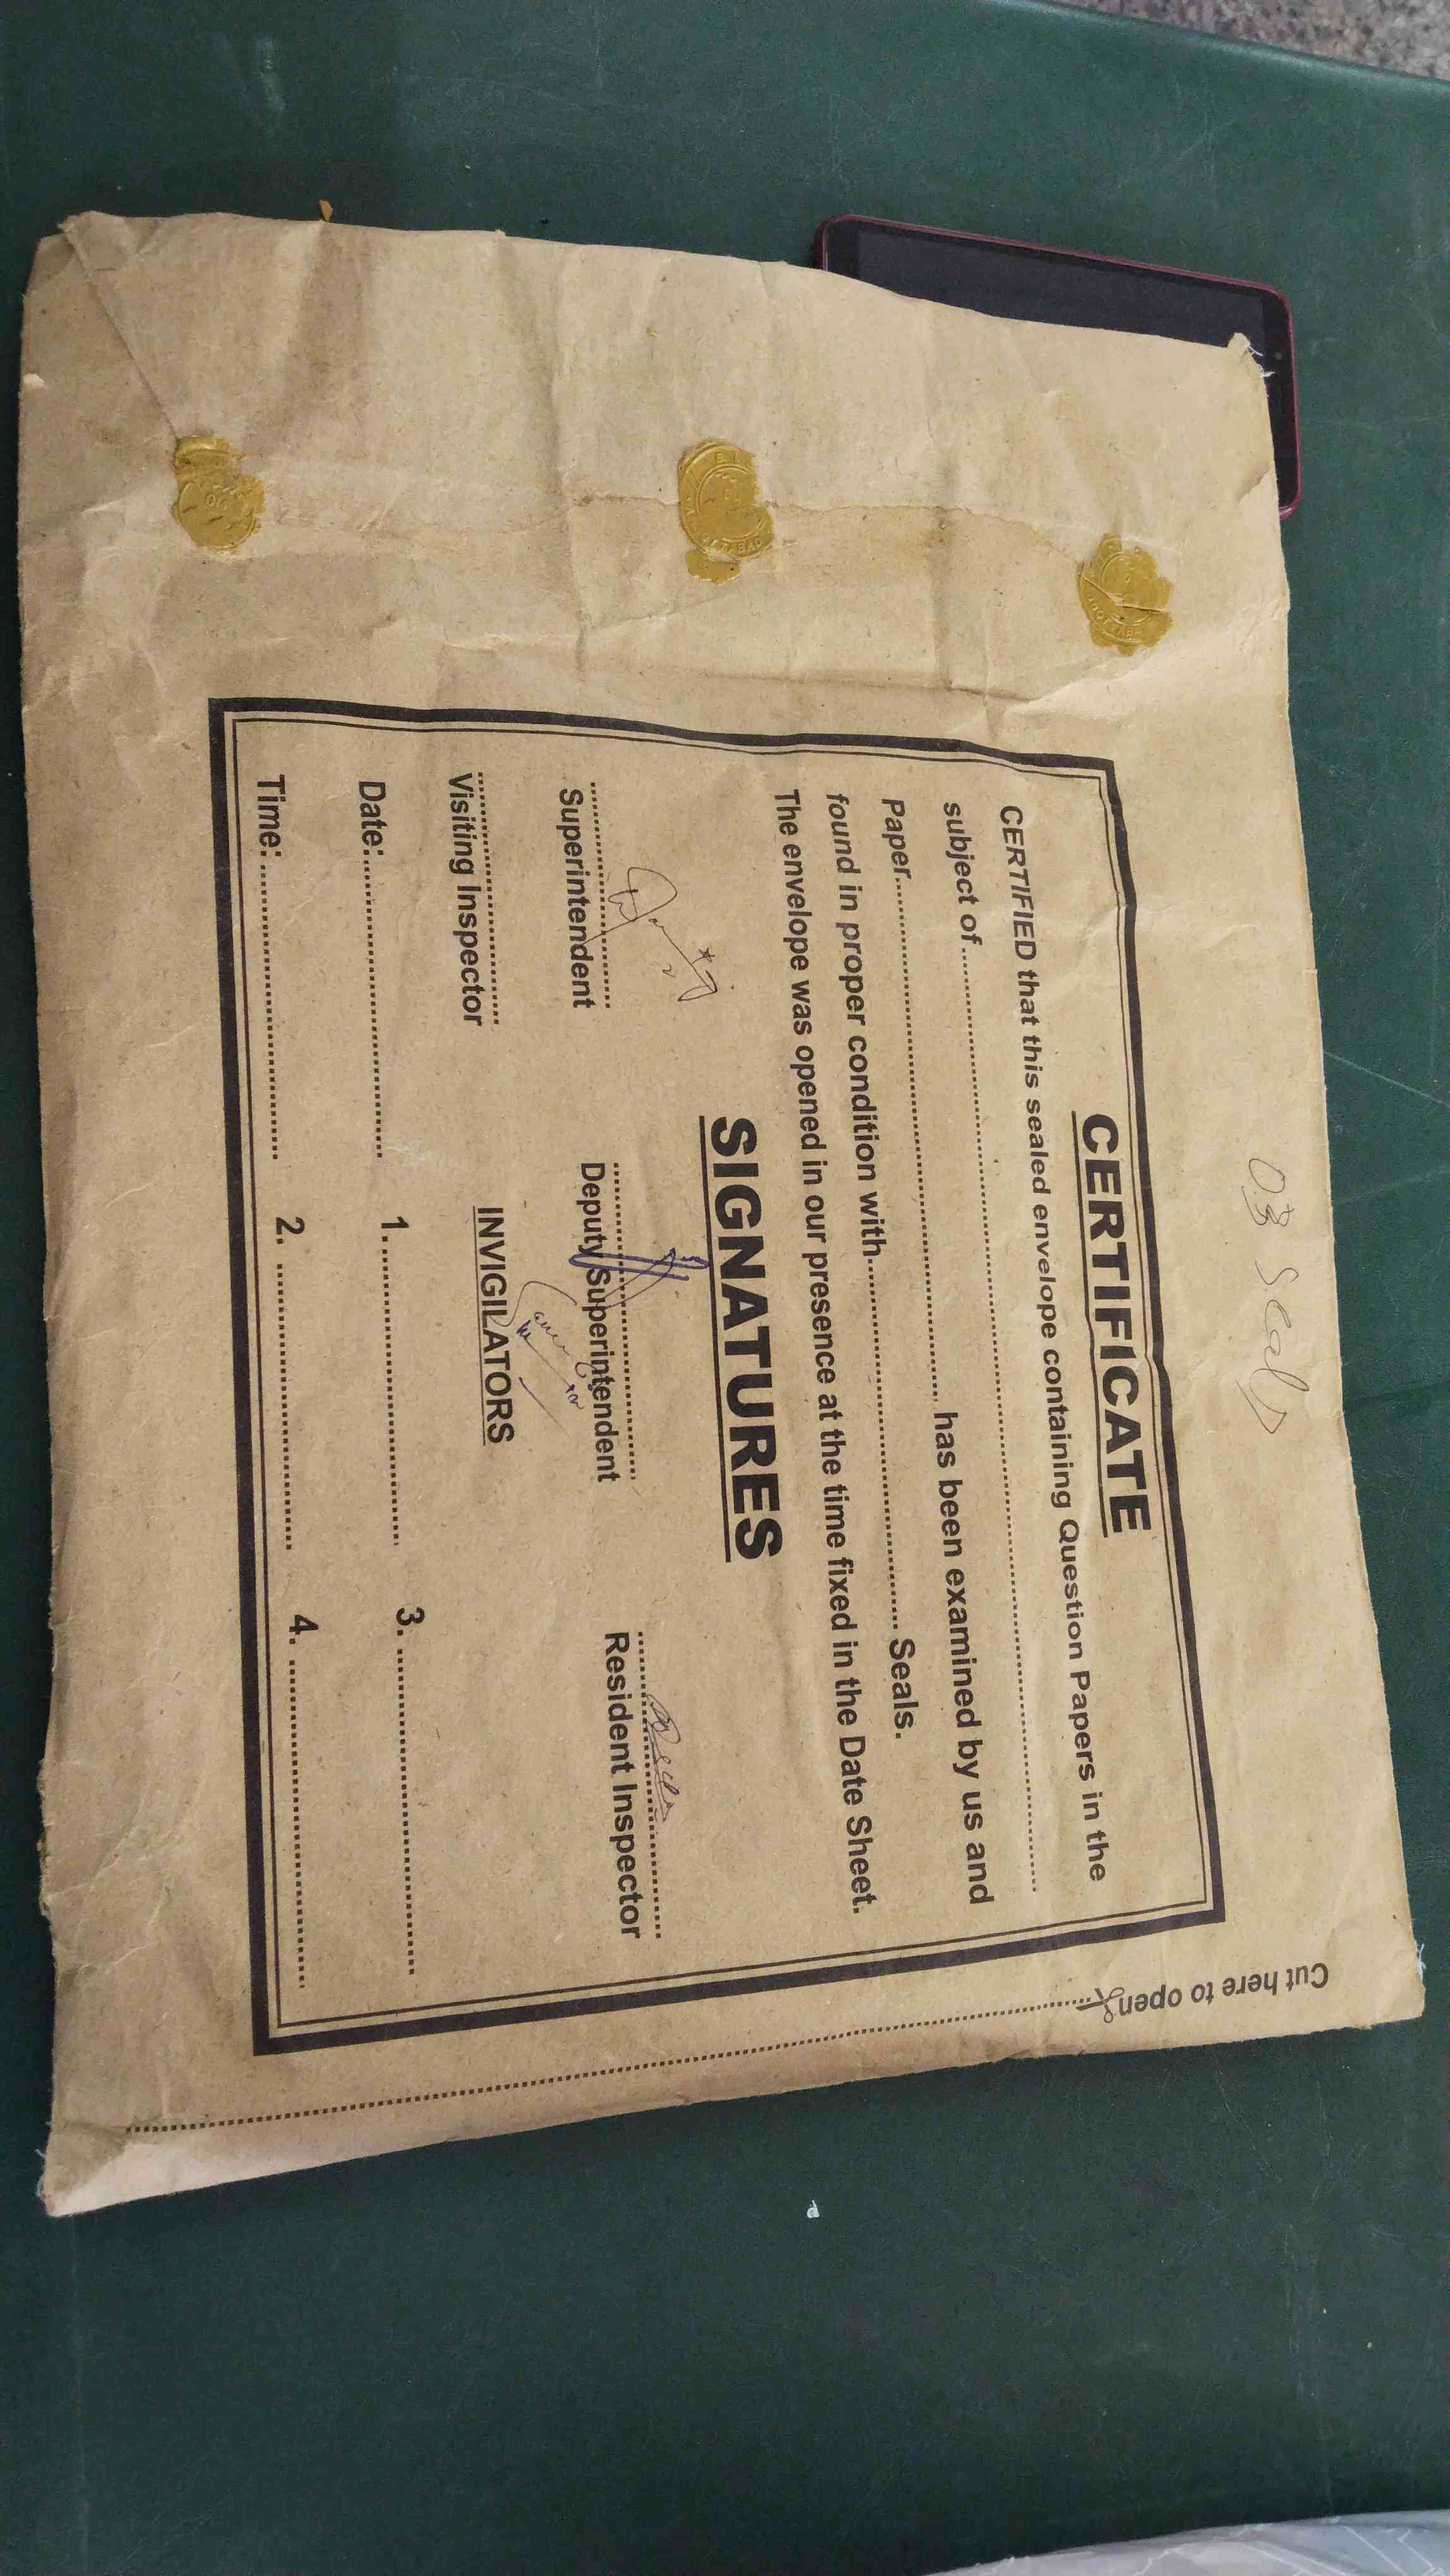 03 Seals
CERTIFICATE
CERTIFIED that this sealed envelope containing Question Papers in the
subject of..........................................................................
Paper.......................................................... has been examined by us and
found in proper condition with........................................ Seals.
The envelope was opened in our presence at the time fixed in the Date Sheet.
SIGNATURES
Superintendent Deputy Superintendent Resident Inspector
Visiting Inspector INVIGILATORS
Date:.................................. 1.................................. 3. ..................................
Time:.................................. 2. .................................. 4. ..................................
Cut here to open